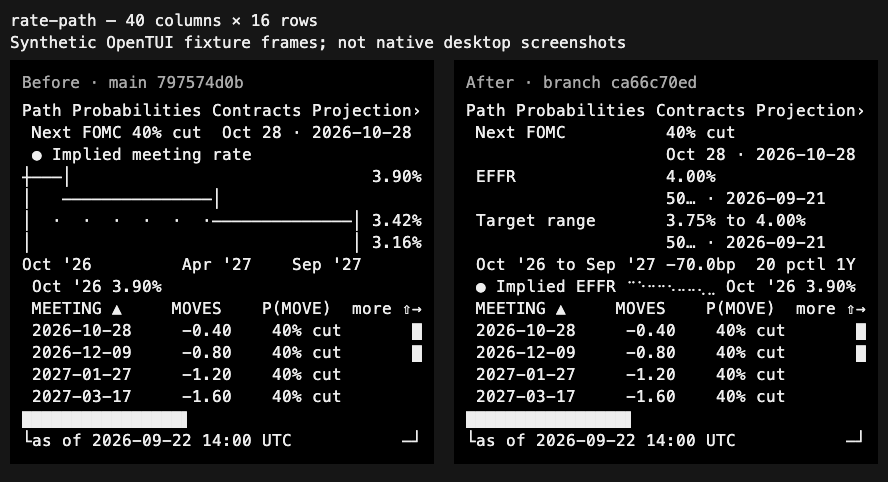 rate-path — 40 columns × 16 rows
Synthetic OpenTUI fixture frames; not native desktop screenshots
Before · main 797574d0b
Path Probabilities Contracts Projection›
Next FOMC 40% cut Oct 28 · 2026-10-28
● Implied meeting rate
3.90%
3.42%
3.16%
Oct '26 Apr '27 Sep '27
Oct '26 3.90%
MEETING ▲ MOVES P(MOVE) more ⇧→
2026-10-28 -0.40 40% cut
2026-12-09 -0.80 40% cut
2027-01-27 -1.20 40% cut
2027-03-17 -1.60 40% cut
as of 2026-09-22 14:00 UTC
After · branch ca66c70ed
Path Probabilities Contracts Projection›
Next FOMC 40% cut
Oct 28 · 2026-10-28
EFFR 4.00%
50… · 2026-09-21
Target range 3.75% to 4.00%
50… · 2026-09-21
Oct '26 to Sep '27 -70.0bp 20 pctl 1Y
● Implied EFFR Oct '26 3.90%
MEETING ▲ MOVES P(MOVE) more ⇧→
2026-10-28 -0.40 40% cut
2026-12-09 -0.80 40% cut
2027-01-27 -1.20 40% cut
2027-03-17 -1.60 40% cut
as of 2026-09-22 14:00 UTC